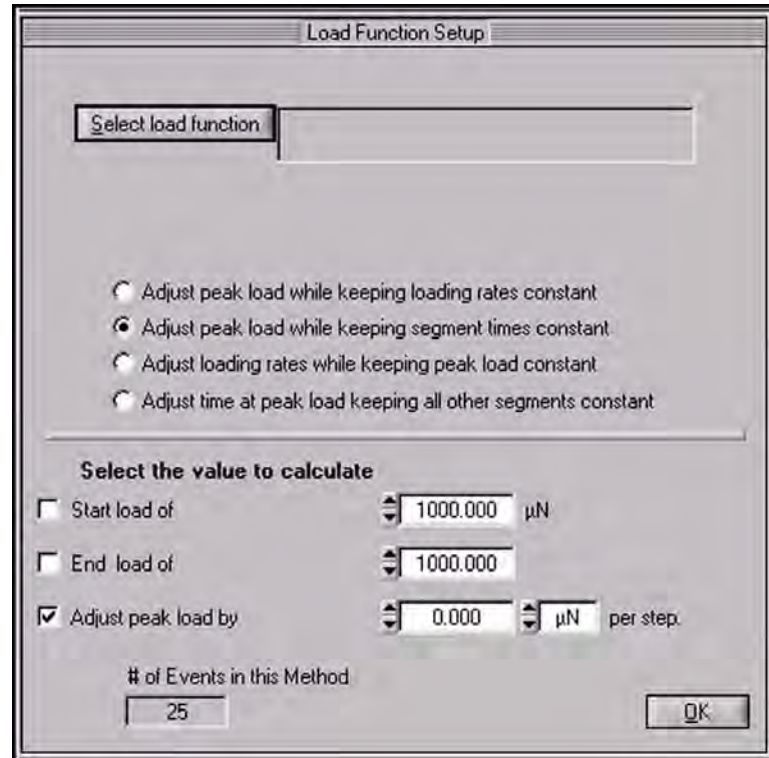 Load Function Setup
Select load function
Adjust peak load while keeping loading rates constant
Adjust peak load while keeping segment times constant
Adjust loading rates while keeping peak load constant
Adjust time at peak load keeping all other segments constant
Select the value to calculate
Start load of 1000.000 µN
End load of 1000.000
Adjust peak load by 0.000 µN per step.
# of Events in this Method
25
OK